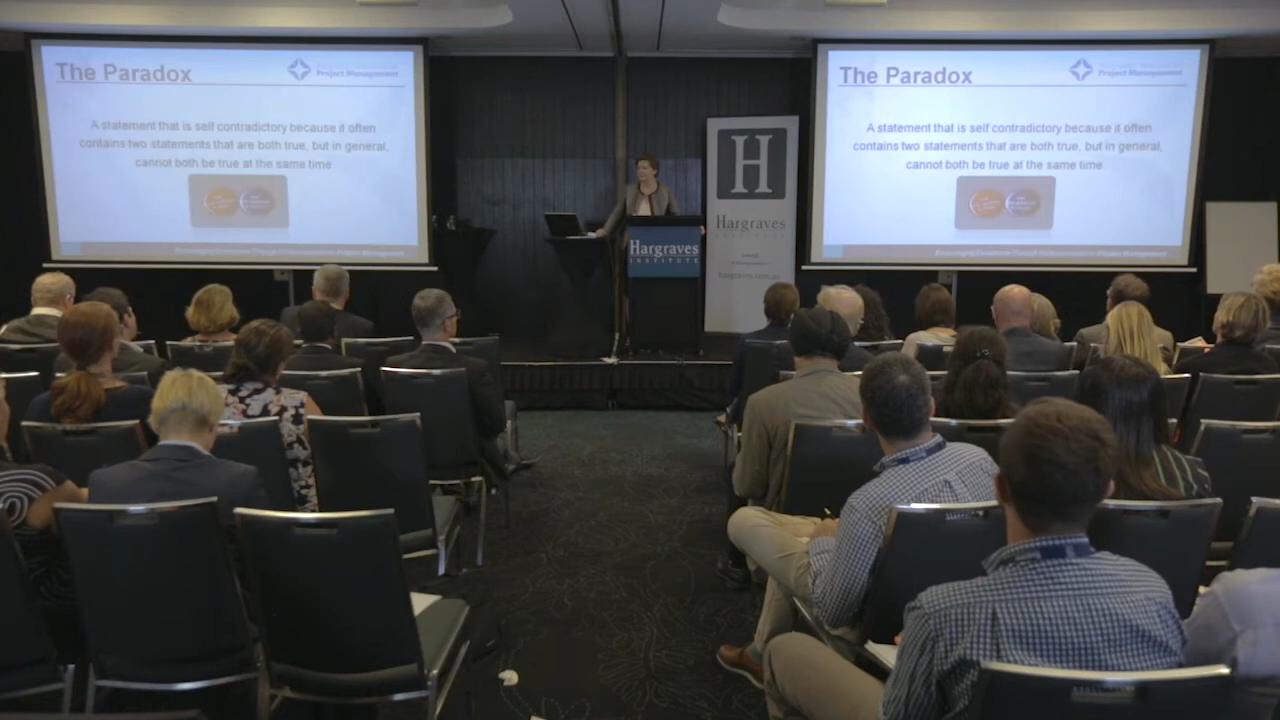 The Paradox
Project Management
A statement that is self contradictory because it often
contains two statements that are both true, but in general,
cannot both be true at the same time
The Paradox
Project Management
A statement that is self contradictory because it often
contains two statements that are both true, but in general,
cannot both be true at the same time
H
Hargraves
INSTITUTE
hargraves.com.au
Hargraves
INSTITUTE